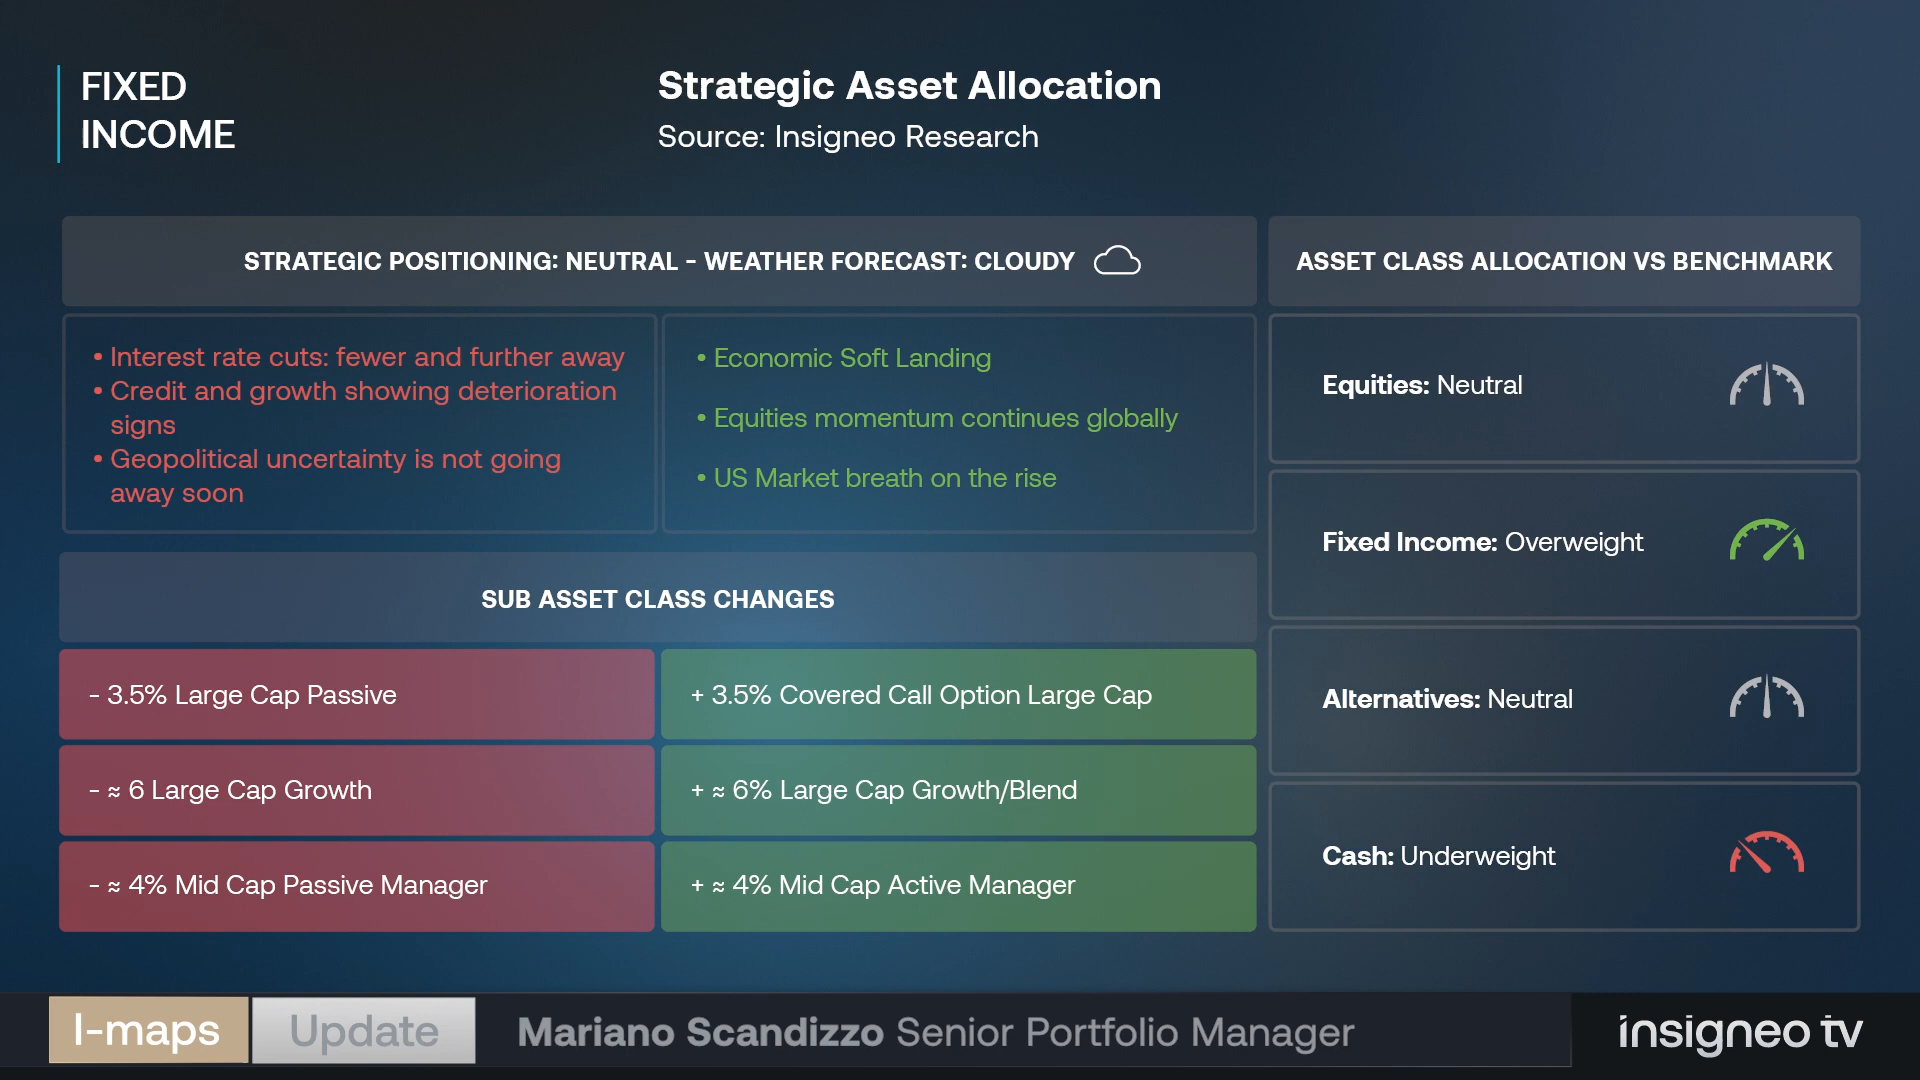 FIXED
INCOME
Strategic Asset Allocation
Source: Insigneo Research
STRATEGIC POSITIONING: NEUTRAL - WEATHER FORECAST: CLOUDY
• Interest rate cuts: fewer and further away
• Credit and growth showing deterioration
signs
• Geopolitical uncertainty is not going
away soon
• Economic Soft Landing
• Equities momentum continues globally
• US Market breath on the rise
SUB ASSET CLASS CHANGES
- 3.5% Large Cap Passive
+ 3.5% Covered Call Option Large Cap
- ≈ 6 Large Cap Growth
+ ≈ 6% Large Cap Growth/Blend
- ≈ 4% Mid Cap Passive Manager
+ ≈ 4% Mid Cap Active Manager
ASSET CLASS ALLOCATION VS BENCHMARK
Equities: Neutral
Fixed Income: Overweight
Alternatives: Neutral
Cash: Underweight
I-maps
Update
Mariano Scandizzo Senior Portfolio Manager
insigneo tv